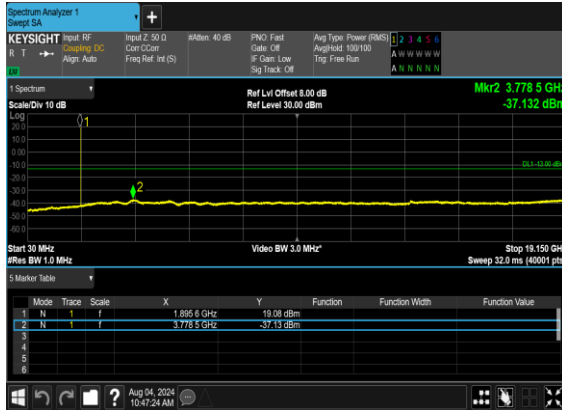 Spectrum Analyzer 1
Swept SA
+
KEYSIGHT Input: RF Input Z: 50 Ω #Atten: 40 dB PNO: Fast Avg Type: Power (RMS) 1 2 3 4 5 6
R T Coupling: DC Corr CCorr Gate: Off Avg|Hold: 100/100 A W W W W W
Align: Auto Freq Ref: Int (S) IF Gain: Low Trig: Free Run
Sig Track: Off A N N N N N
1 Spectrum Ref Lvl Offset 8.00 dB Mkr2 3.778 5 GHz
Scale/Div 10 dB Ref Level 30.00 dBm -37.132 dBm
Log
20.0
10.0
0.00
-10.0
-20.0
-30.0
-40.0
-50.0
-60.0
1
2
DL1 -13.00 dBm
Start 30 MHz Video BW 3.0 MHz* Stop 19.150 GHz
#Res BW 1.0 MHz Sweep 32.0 ms (40001 pts)
5 Marker Table
Mode Trace Scale X Y Function Function Width Function Value
1 N 1 f 1.895 6 GHz 19.08 dBm
2 N 1 f 3.778 5 GHz -37.13 dBm
3
4
5
6
? Aug 04, 2024
10:47:24 AM